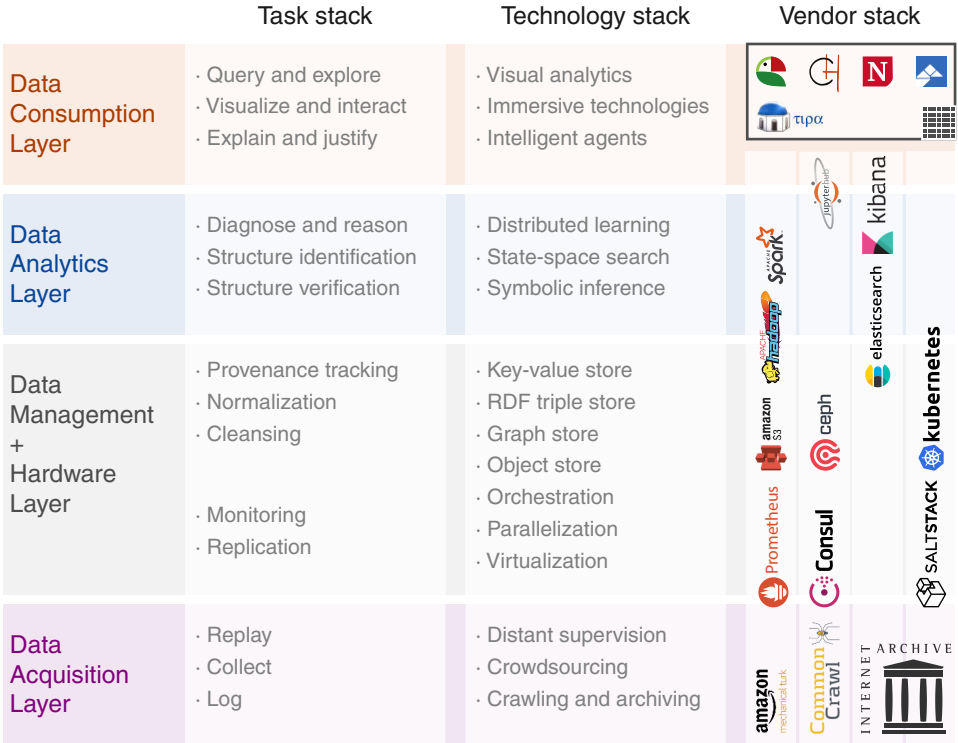 Task stack
Technology stack
Vendor stack
Data
Consumption
Layer
· Query and explore
· Visualize and interact
· Explain and justify
· Visual analytics
· Immersive technologies
· Intelligent agents
N
τιρα
Data
Analytics
Layer
· Diagnose and reason
· Structure identification
· Structure verification
· Distributed learning
· State-space search
· Symbolic inference
jupyterhub
kibana
APACHE
Spark
elasticsearch
APACHE
hadoop
Data
Management
+
Hardware
Layer
· Provenance tracking
· Normalization
· Cleansing
· Monitoring
· Replication
· Key-value store
· RDF triple store
· Graph store
· Object store
· Orchestration
· Parallelization
· Virtualization
amazon
S3
ceph
kubernetes
Prometheus
Consul
SALTSTACK
Data
Acquisition
Layer
· Replay
· Collect
· Log
· Distant supervision
· Crowdsourcing
· Crawling and archiving
amazon
mechanical turk
Common
Crawl
INTERNET
ARCHIVE